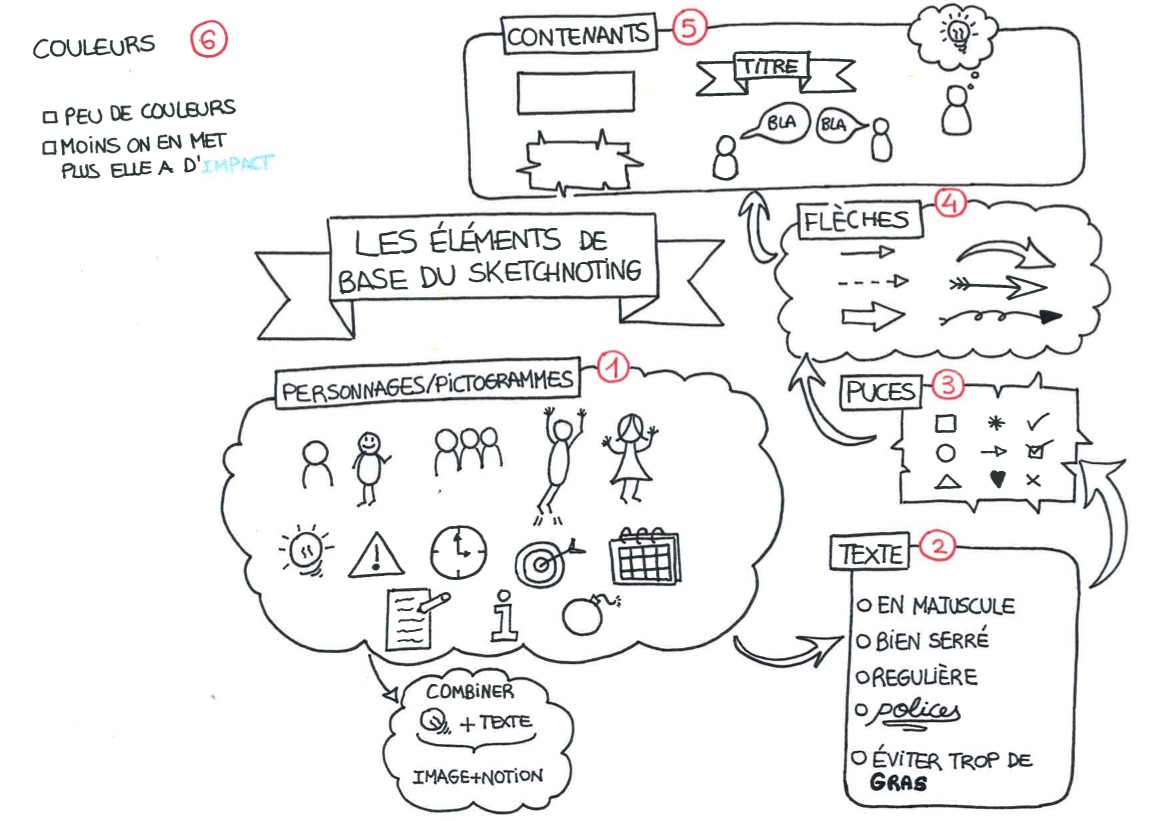 LES ÉLÉMENTS DE
BASE DU SKETCHNOTING
PERSONNAGES/PICTOGRAMMES
1
COMBINER
+ TEXTE
IMAGE+NOTION
TEXTE
2
EN MAJUSCULE
BIEN SERRÉ
REGULIÈRE
polices
ÉVITER TROP DE
GRAS
PUCES
3
FLÈCHES
4
CONTENANTS
5
TITRE
BLA
BLA
COULEURS
6
PEU DE COULEURS
MOINS ON EN MET
PLUS ELLE A D'IMPACT